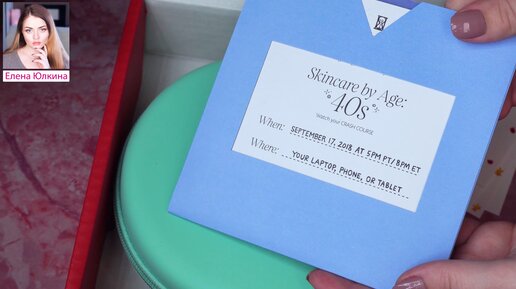 Елена Юлкина
Skincare by Age:
40s
Watch your CRASH COURSE
When: SEPTEMBER 17, 2018 AT 5PM PT/8PM ET
Where: YOUR LAPTOP, PHONE, OR TABLET